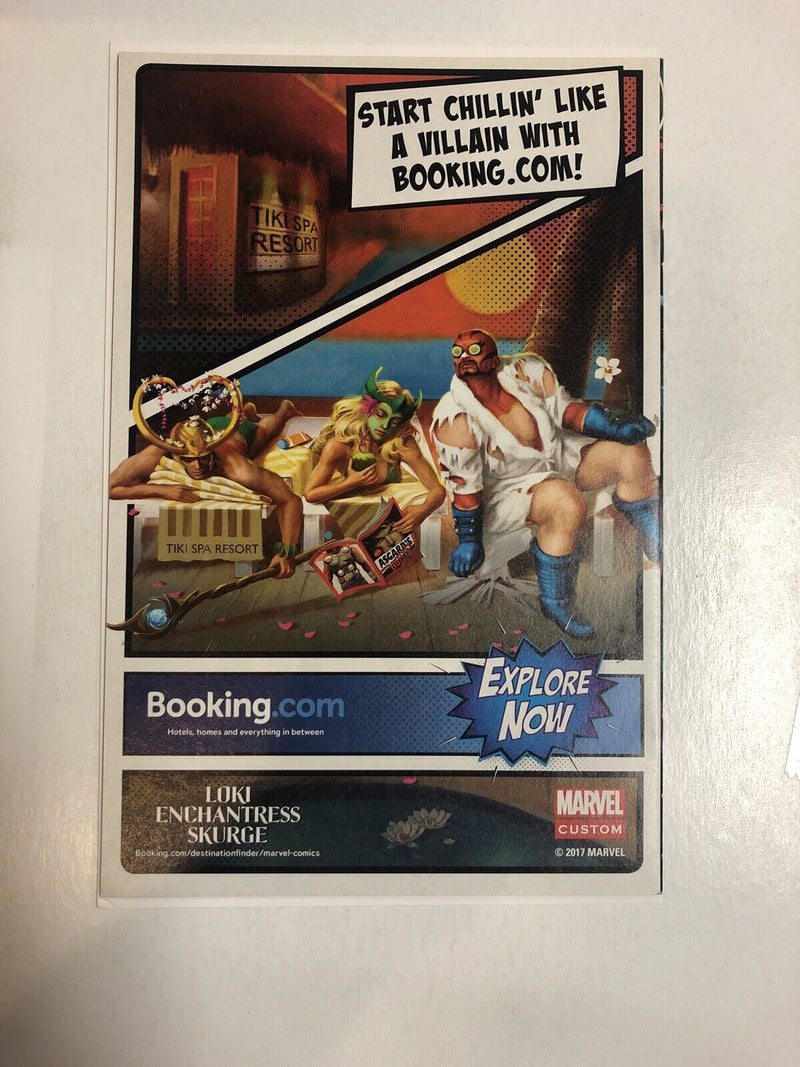 START CHILLIN' LIKE
A VILLAIN WITH
BOOKING.COM!
TIKI SPA
RESORT
TIKI SPA RESORT
ASGARD'S
Booking.com
Hotels, homes and everything in between
EXPLORE
NOW
LOKI
ENCHANTRESS
SKURGE
Booking.com/destinationfinder/marvel-comics
MARVEL
CUSTOM
© 2017 MARVEL